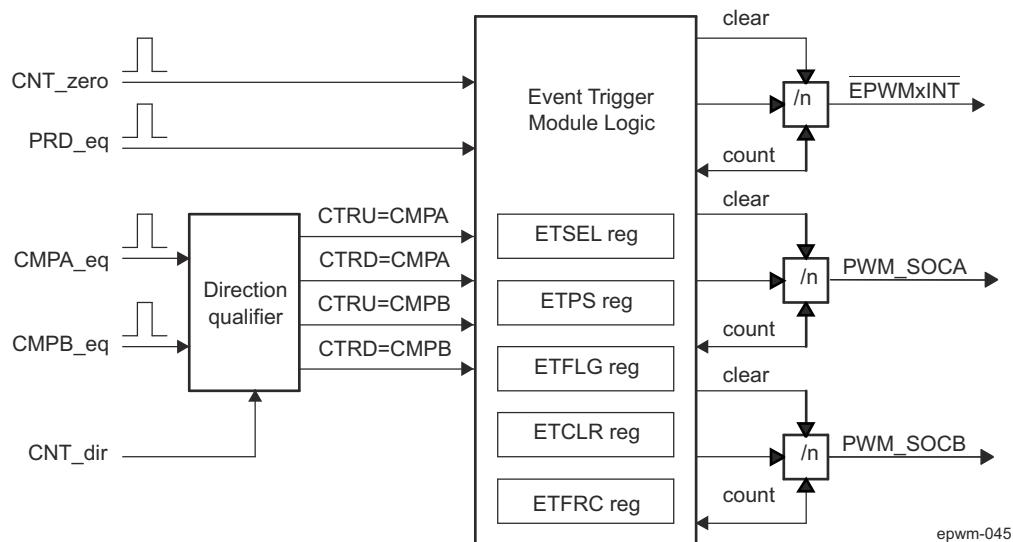 CNT_zero
PRD_eq
CMPA_eq
CMPB_eq
CNT_dir
Direction
qualifier
CTRU=CMPA
CTRD=CMPA
CTRU=CMPB
CTRD=CMPB
Event Trigger
Module Logic
ETSEL reg
ETPS reg
ETFLG reg
ETCLR reg
ETFRC reg
clear
/n
EPWMxINT
count
clear
/n
PWM_SOCA
count
clear
/n
PWM_SOCB
count
epwm-045